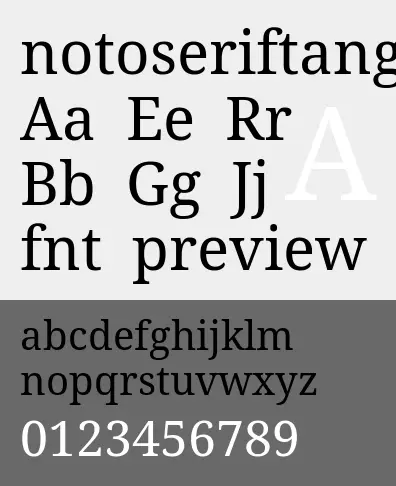 notoseriftang
Aa Ee Rr
A
Bb Gg Jj
fnt preview
abcdefghijklm
nopqrstuvwxyz
0123456789